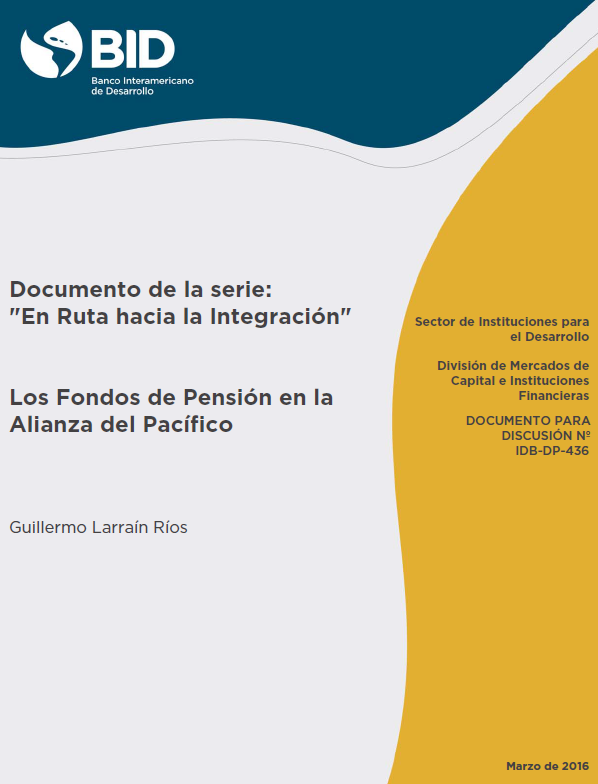 BID
Banco Interamericano
de Desarrollo
Documento de la serie:
"En Ruta hacia la Integración"
Los Fondos de Pensión en la
Alianza del Pacífico
Guillermo Larraín Ríos
Sector de Instituciones para
el Desarrollo
División de Mercados de
Capital e Instituciones
Financieras
DOCUMENTO PARA
DISCUSIÓN Nº
IDB-DP-436
Marzo de 2016